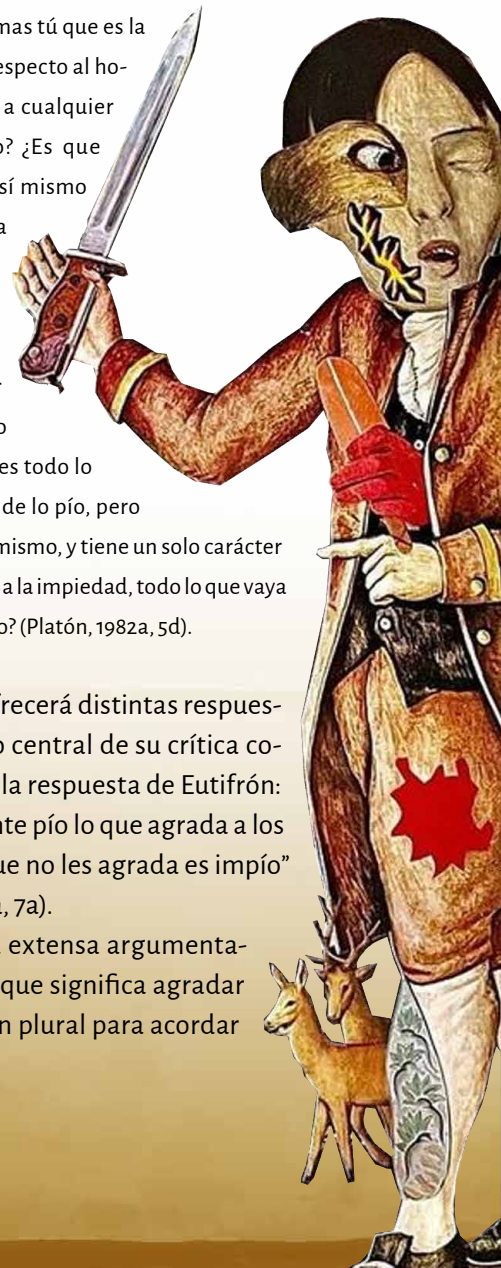 mas tú que es la
especto al ho-
a cualquier
o? ¿Es que
sí mismo
a
o
es todo lo
de lo pío, pero
mismo, y tiene un solo carácter
a la impiedad, todo lo que vaya
o? (Platón, 1982a, 5d).
frecerá distintas respues-
o central de su crítica co-
la respuesta de Eutifrón:
nte pío lo que agrada a los
ue no les agrada es impío”
, 7a).
extensa argumenta-
que significa agradar
n plural para acordar